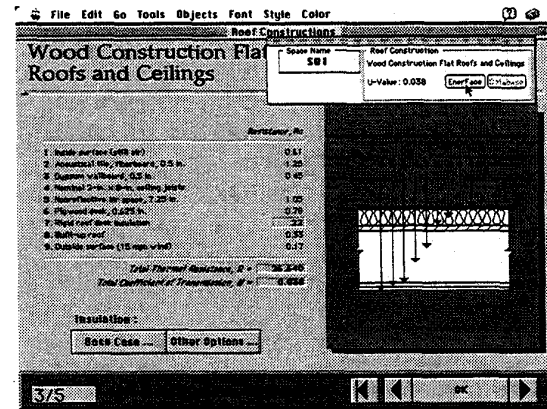 File Edit Go Tools Objects Font Style Color
Roof Constructions
Wood Construction Flat
Roofs and Ceilings
Space Name
S01
Roof Construction
Wood Construction Flat Roofs and Ceilings
U-Value: 0.038
EnerFace
Resistance,
1. Inside surface (still air) 0.61
2. Acoustical tile, fiberboard, 0.5 in. 1.25
3. Gypsum wallboard, 0.5 in. 0.45
4. Nominal 2-in. x 8-in. ceiling joists
5. Nonreflective air space, 7.25 in. 1.00
6. Plywood deck, 0.625 in. 0.78
7. Rigid roof deck insulation 22
8. Built-up roof 0.33
9. Outside surface (15 mph wind) 0.17
Total Thermal Resistance, R =
Total Coefficient of Transmission, U = 0.038
Insulation :
Base Case ... Other Options ...
3/5
OK